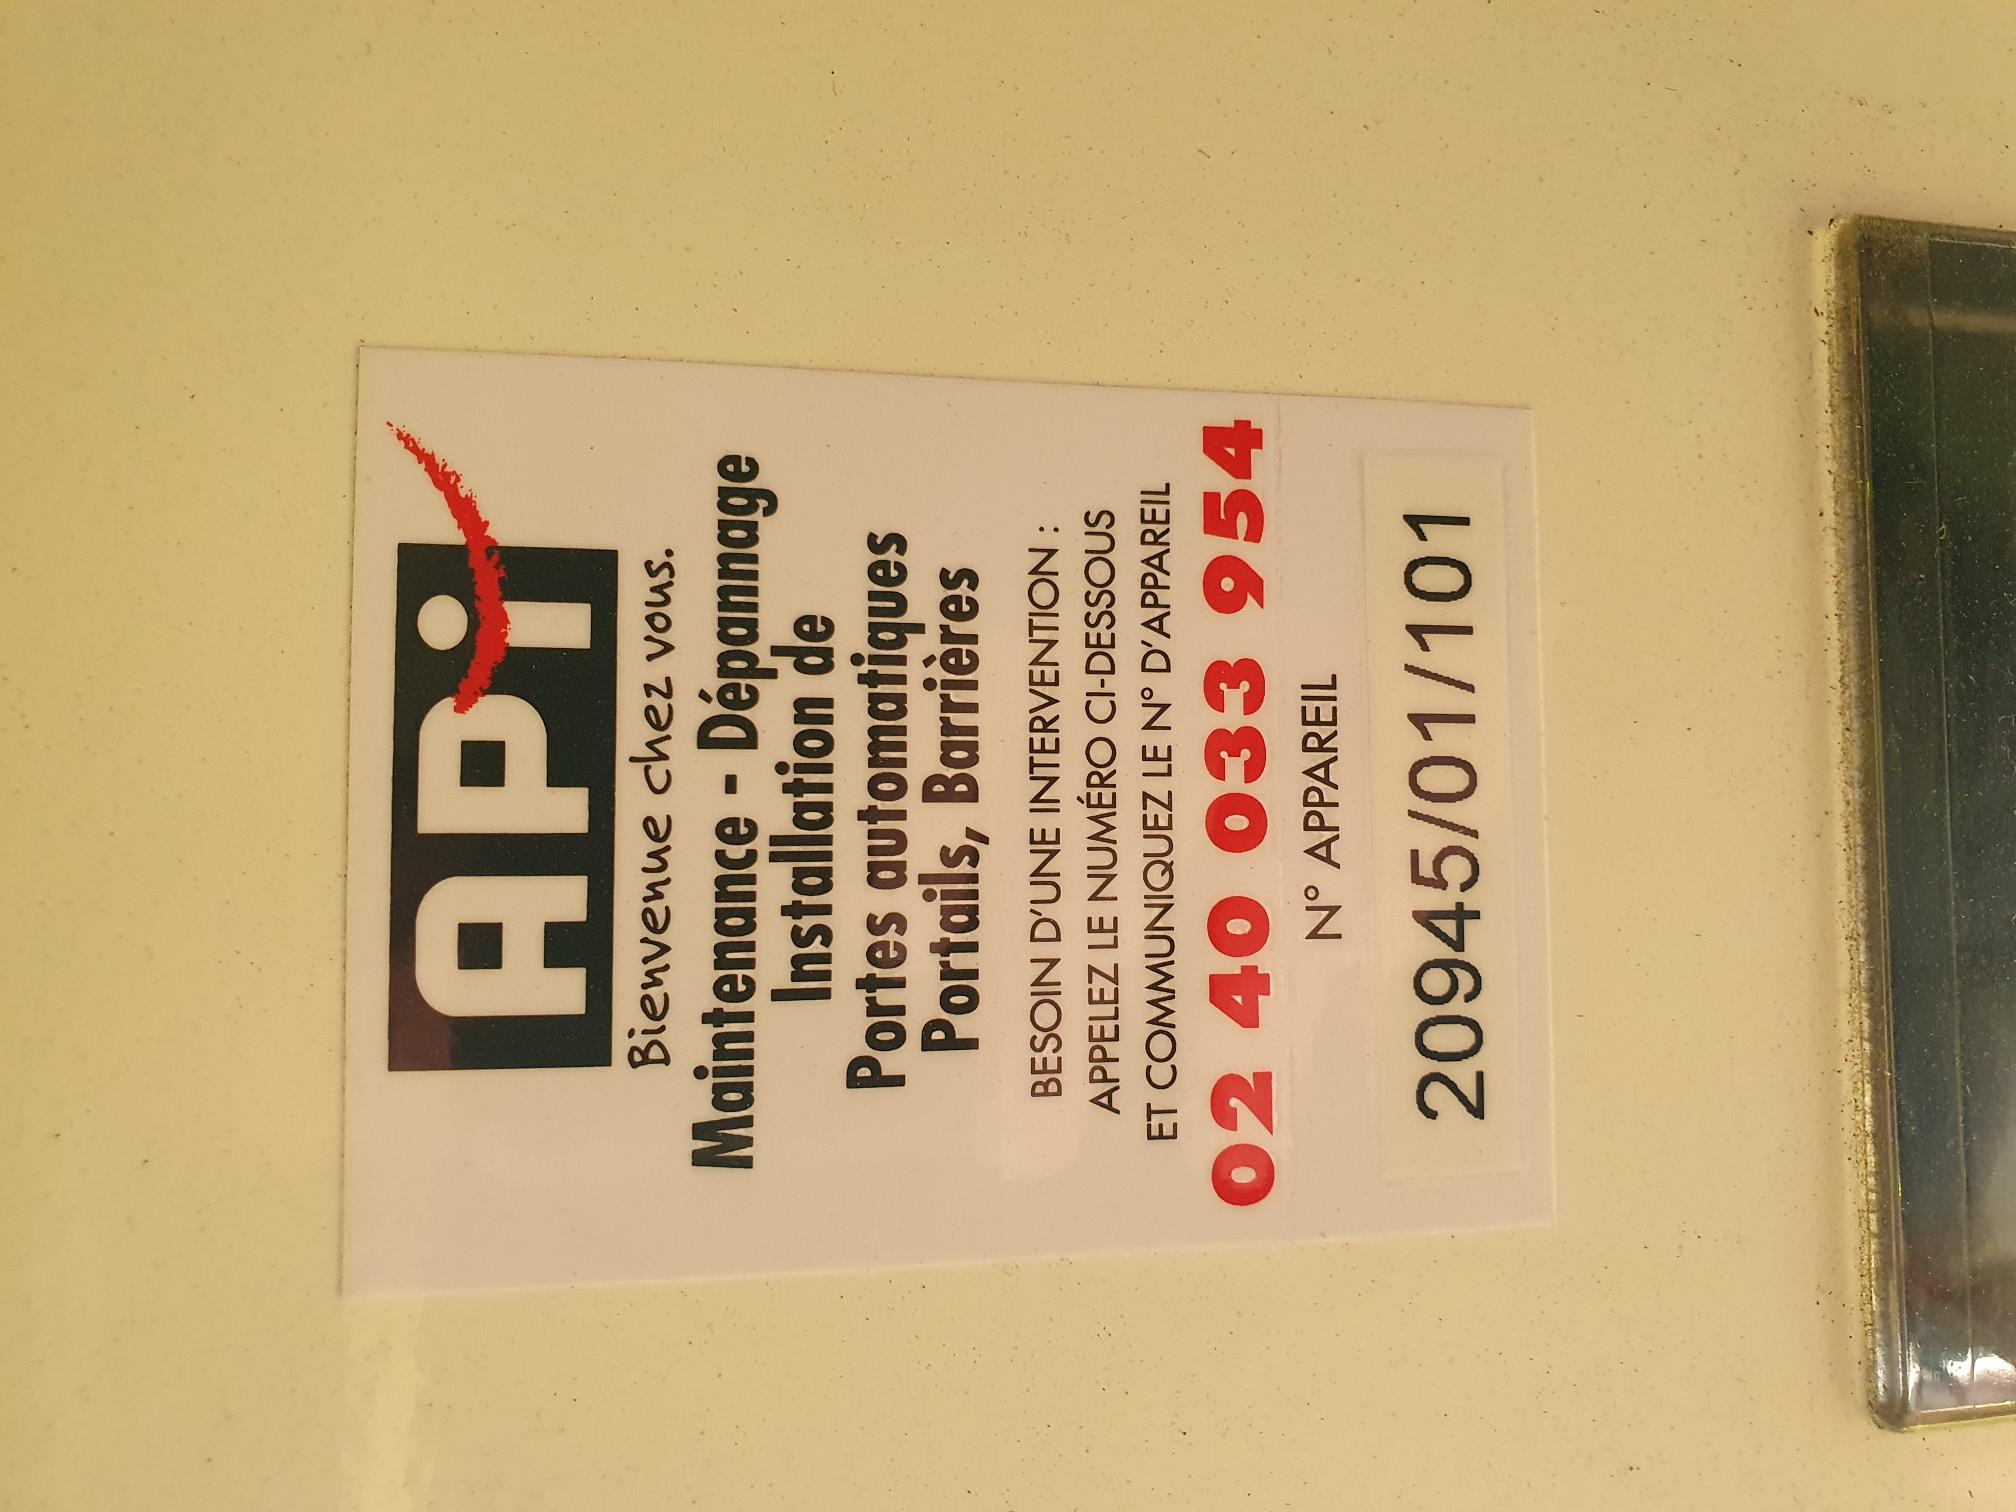 APi
Bienvenue chez vous.
Maintenance - Dépannage
Installation de
Portes automatiques
Portails, Barrières
BESOIN D'UNE INTERVENTION :
APPELEZ LE NUMÉRO CI-DESSOUS
ET COMMUNIQUEZ LE N° D'APPAREIL
02 40 033 954
N° APPAREIL
20945/01/101